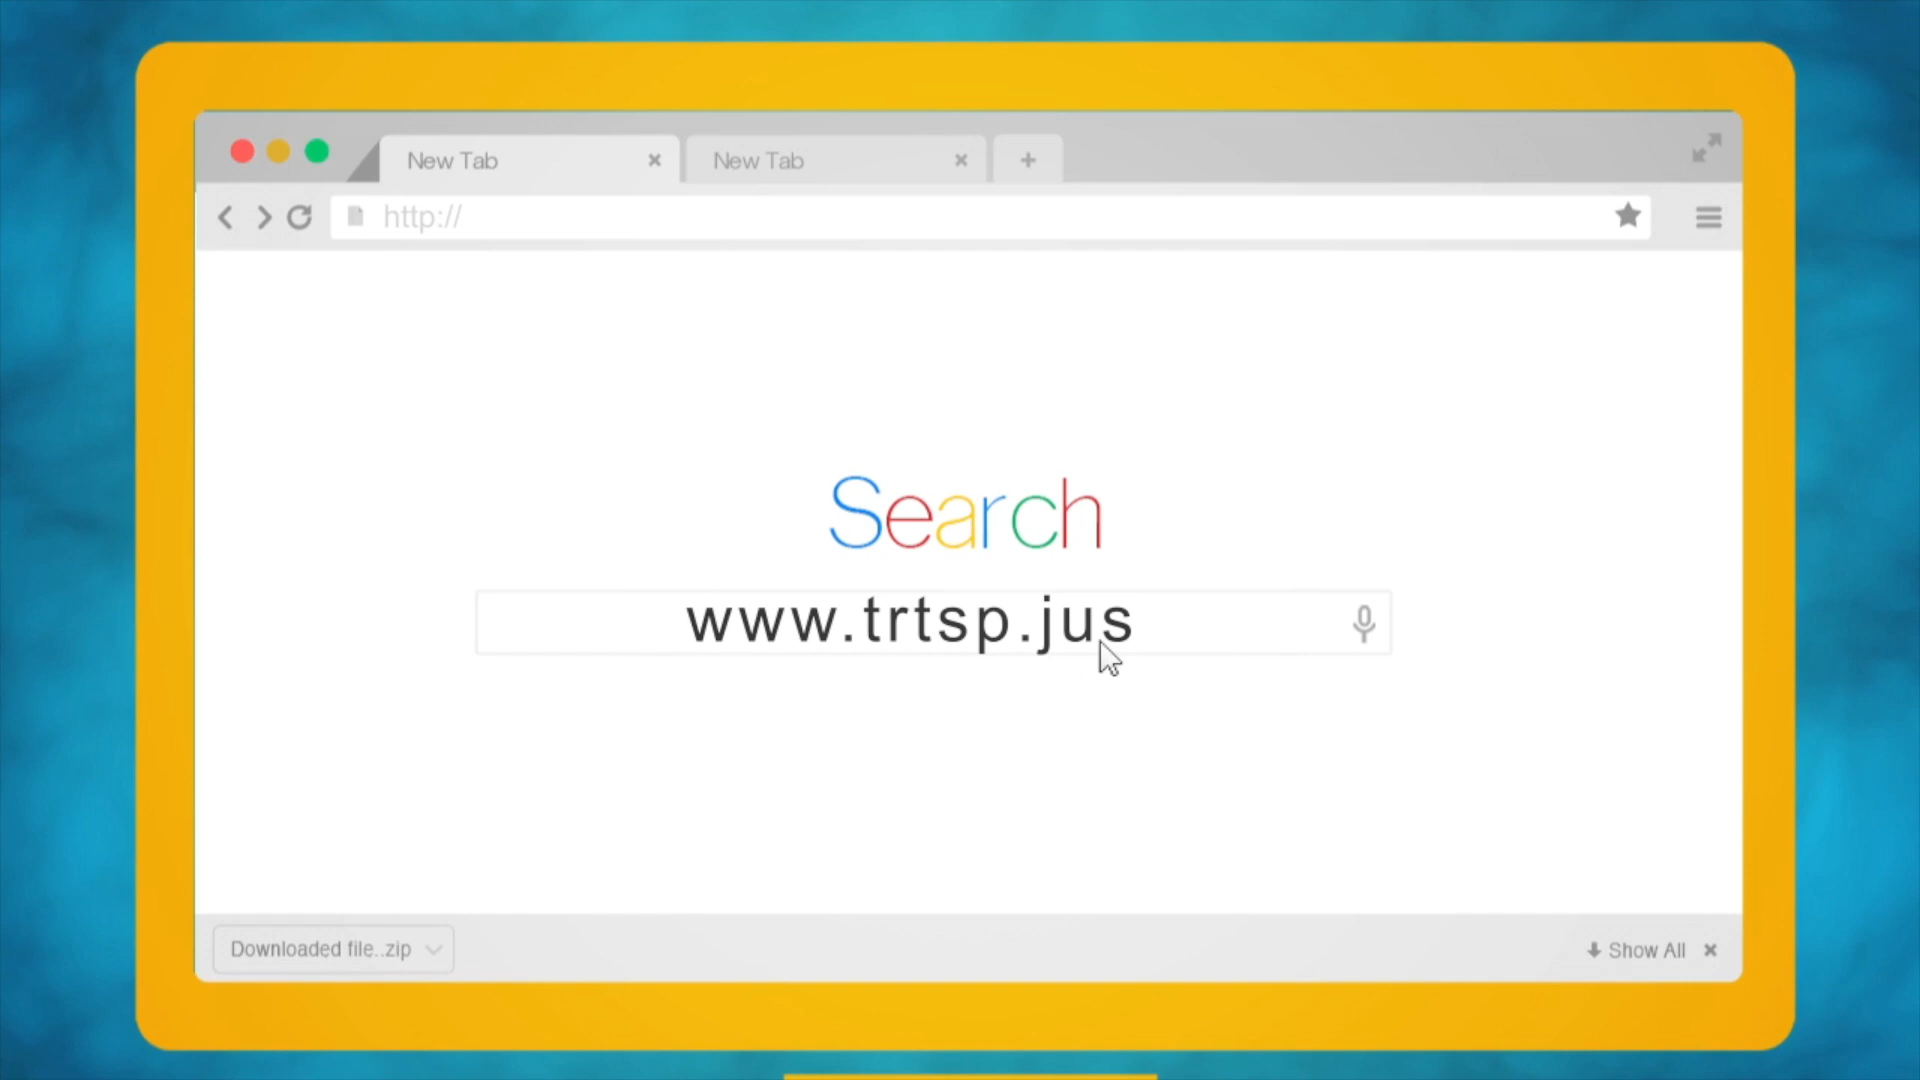 New Tab
New Tab
http://
Search
www.trtsp.jus
Downloaded file..zip
Show All